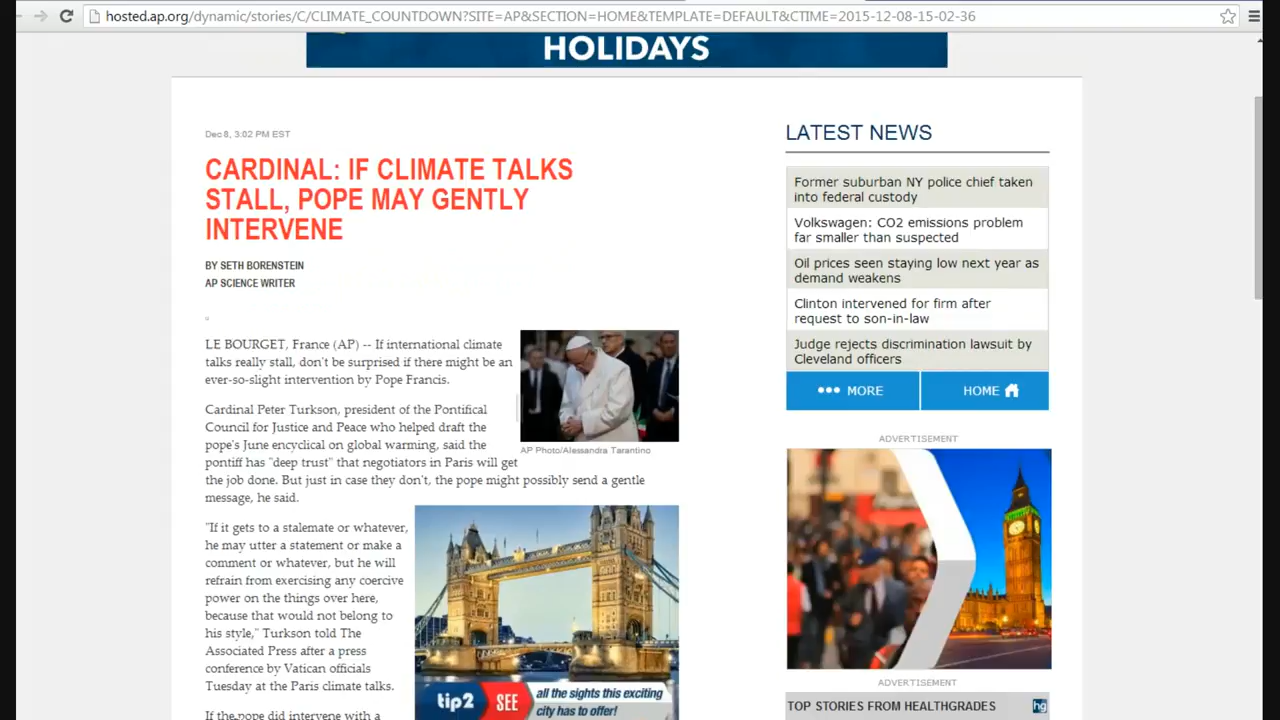 hosted.ap.org/dynamic/stories/C/CLIMATE_COUNTDOWN?SITE=AP&SECTION=HOME&TEMPLATE=DEFAULT&CTIME=2015-12-08-15-02-36
HOLIDAYS
Dec 8, 3:02 PM EST
CARDINAL: IF CLIMATE TALKS
STALL, POPE MAY GENTLY
INTERVENE
BY SETH BORENSTEIN
AP SCIENCE WRITER
LE BOURGET, France (AP) -- If international climate
talks really stall, don't be surprised if there might be an
ever-so-slight intervention by Pope Francis.
Cardinal Peter Turkson, president of the Pontifical
Council for Justice and Peace who helped draft the
pope's June encyclical on global warming, said the
pontiff has "deep trust" that negotiators in Paris will get
the job done. But just in case they don't, the pope might possibly send a gentle
message, he said.
AP Photo/Alessandra Tarantino
"If it gets to a stalemate or whatever,
he may utter a statement or make a
comment or whatever, but he will
refrain from exercising any coercive
power on the things over here,
because that would not belong to
his style," Turkson told The
Associated Press after a press
conference by Vatican officials
Tuesday at the Paris climate talks.
If the pope did intervene with a
tip2 SEE all the sights this exciting
city has to offer!
LATEST NEWS
Former suburban NY police chief taken
into federal custody
Volkswagen: CO2 emissions problem
far smaller than suspected
Oil prices seen staying low next year as
demand weakens
Clinton intervened for firm after
request to son-in-law
Judge rejects discrimination lawsuit by
Cleveland officers
MORE HOME
ADVERTISEMENT
ADVERTISEMENT
TOP STORIES FROM HEALTHGRADES hg